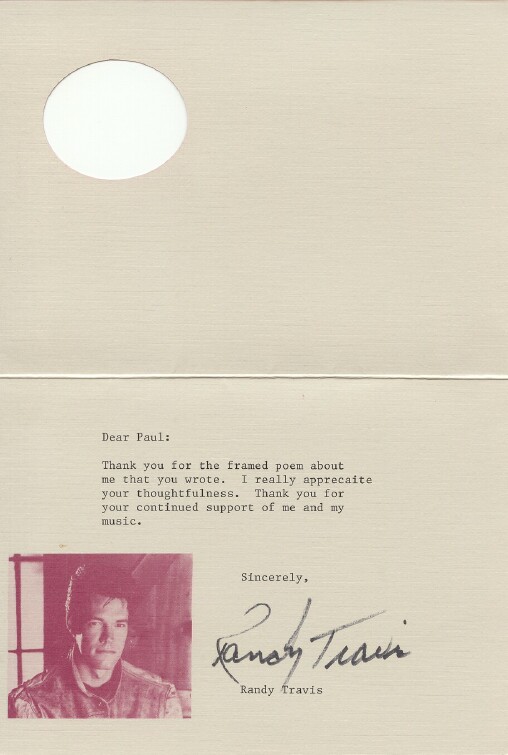 Dear Paul:
Thank you for the framed poem about
me that you wrote.  I really apprecaite
your thoughtfulness.  Thank you for
your continued support of me and my
music.
Sincerely,
Randy Travis
Randy Travis